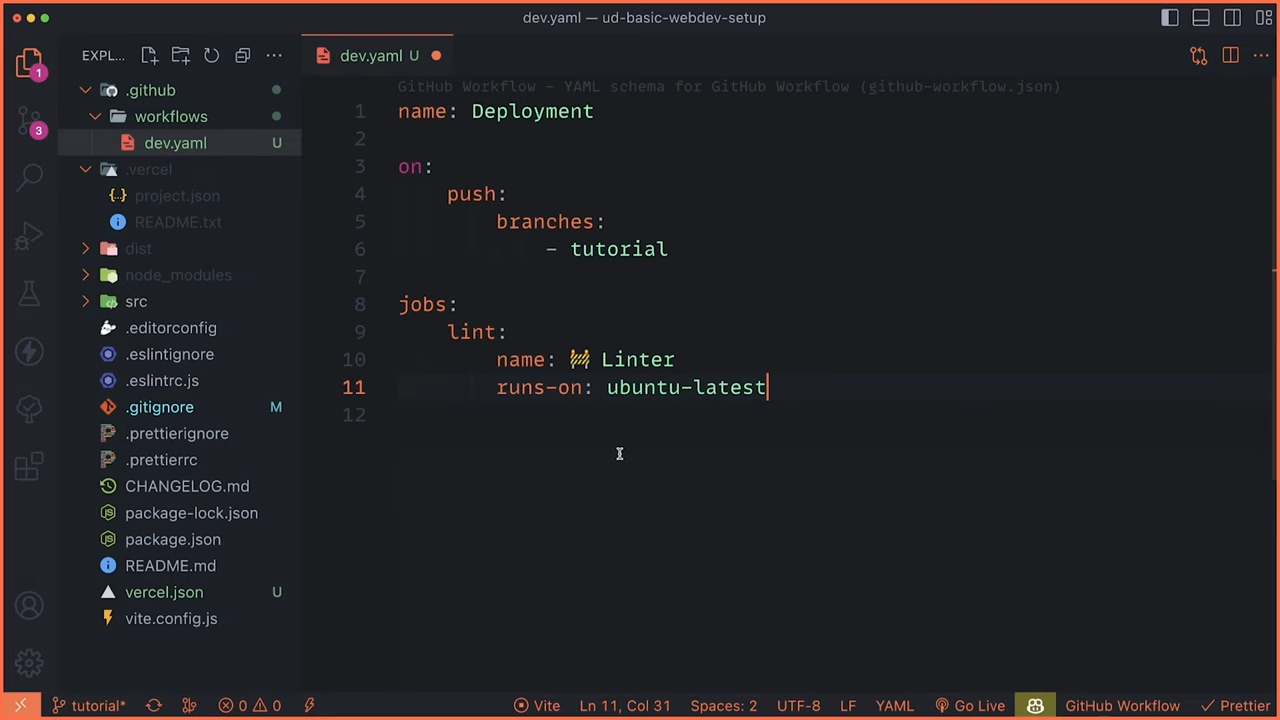 dev.yaml — ud-basic-webdev-setup
EXPL...
dev.yaml U
1
3
.github
workflows
dev.yaml U
.vercel
project.json
README.txt
dist
node_modules
src
.editorconfig
.eslintignore
.eslintrc.js
.gitignore M
.prettierignore
.prettierrc
CHANGELOG.md
package-lock.json
package.json
README.md
vercel.json U
vite.config.js
GitHub Workflow – YAML schema for GitHub Workflow (github-workflow.json)
1 name: Deployment
2
3 on:
4 push:
5 branches:
6 - tutorial
7
8 jobs:
9 lint:
10 name: 🚧 Linter
11 runs-on: ubuntu-latest
12
tutorial* 0 0 Vite Ln 11, Col 31 Spaces: 2 UTF-8 LF YAML Go Live GitHub Workflow Prettier